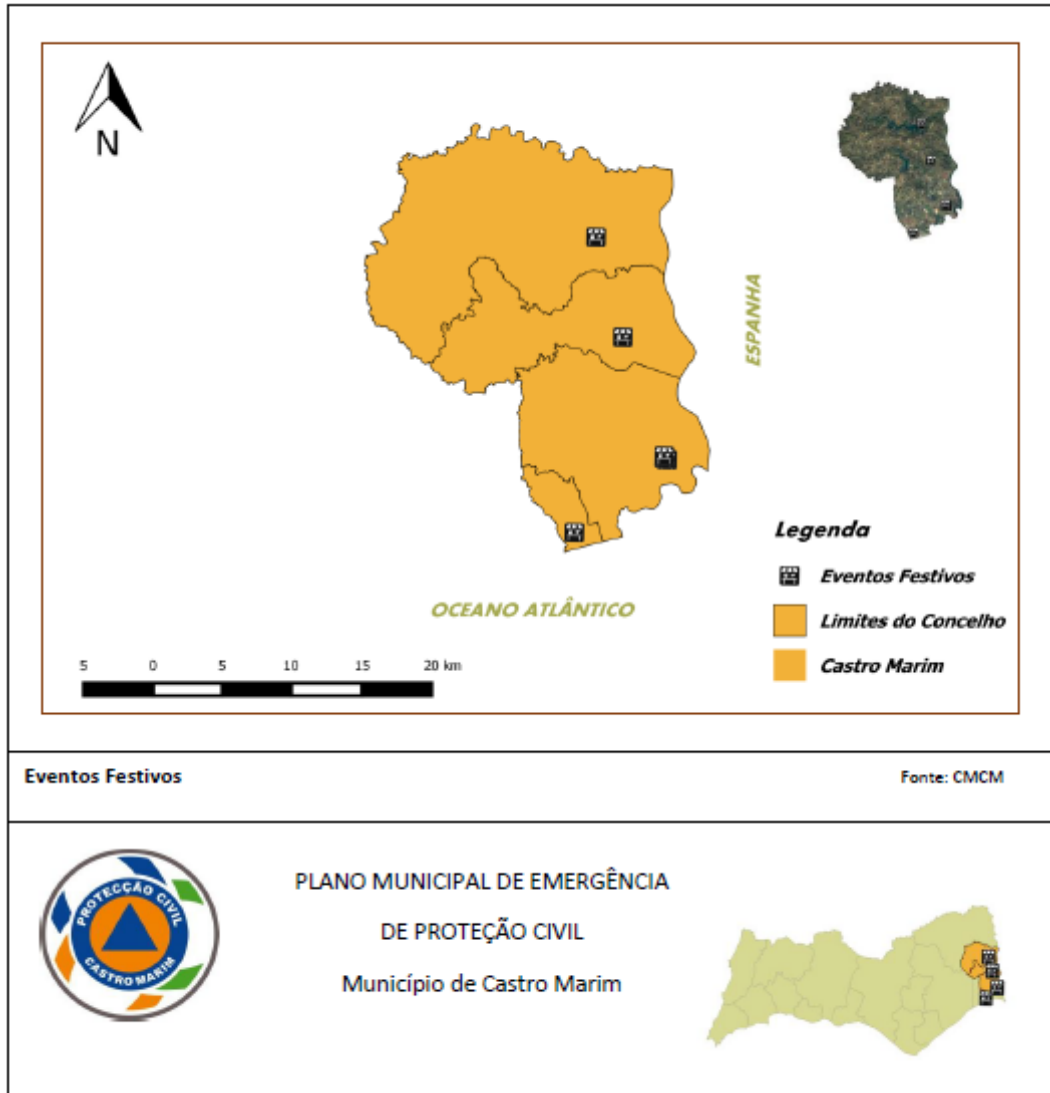 N
ESPANHA
OCEANO ATLÂNTICO
Legenda
Eventos Festivos
Limites do Concelho
Castro Marim
5 0 5 10 15 20 km
Eventos Festivos
Fonte: CMCM
PROTECÇÃO CIVIL
CASTRO MARIM
PLANO MUNICIPAL DE EMERGÊNCIA
DE PROTEÇÃO CIVIL
Município de Castro Marim